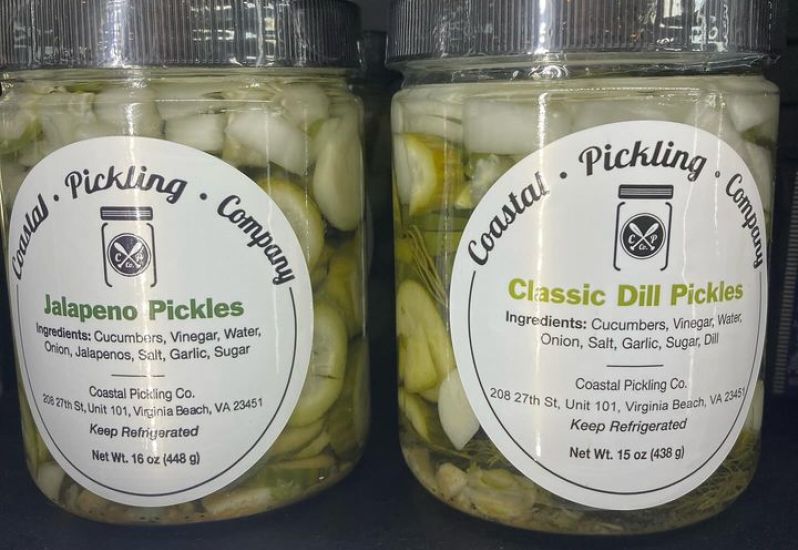 Coastal · Pickling · Company
C P
Co.
Jalapeno Pickles
Ingredients: Cucumbers, Vinegar, Water,
Onion, Jalapenos, Salt, Garlic, Sugar
Coastal Pickling Co.
208 27th St, Unit 101, Virginia Beach, VA 23451
Keep Refrigerated
Net Wt. 16 oz (448 g)
Coastal · Pickling · Company
C P
Co.
Classic Dill Pickles
Ingredients: Cucumbers, Vinegar, Water,
Onion, Salt, Garlic, Sugar, Dill
Coastal Pickling Co.
208 27th St, Unit 101, Virginia Beach, VA 23451
Keep Refrigerated
Net Wt. 15 oz (438 g)